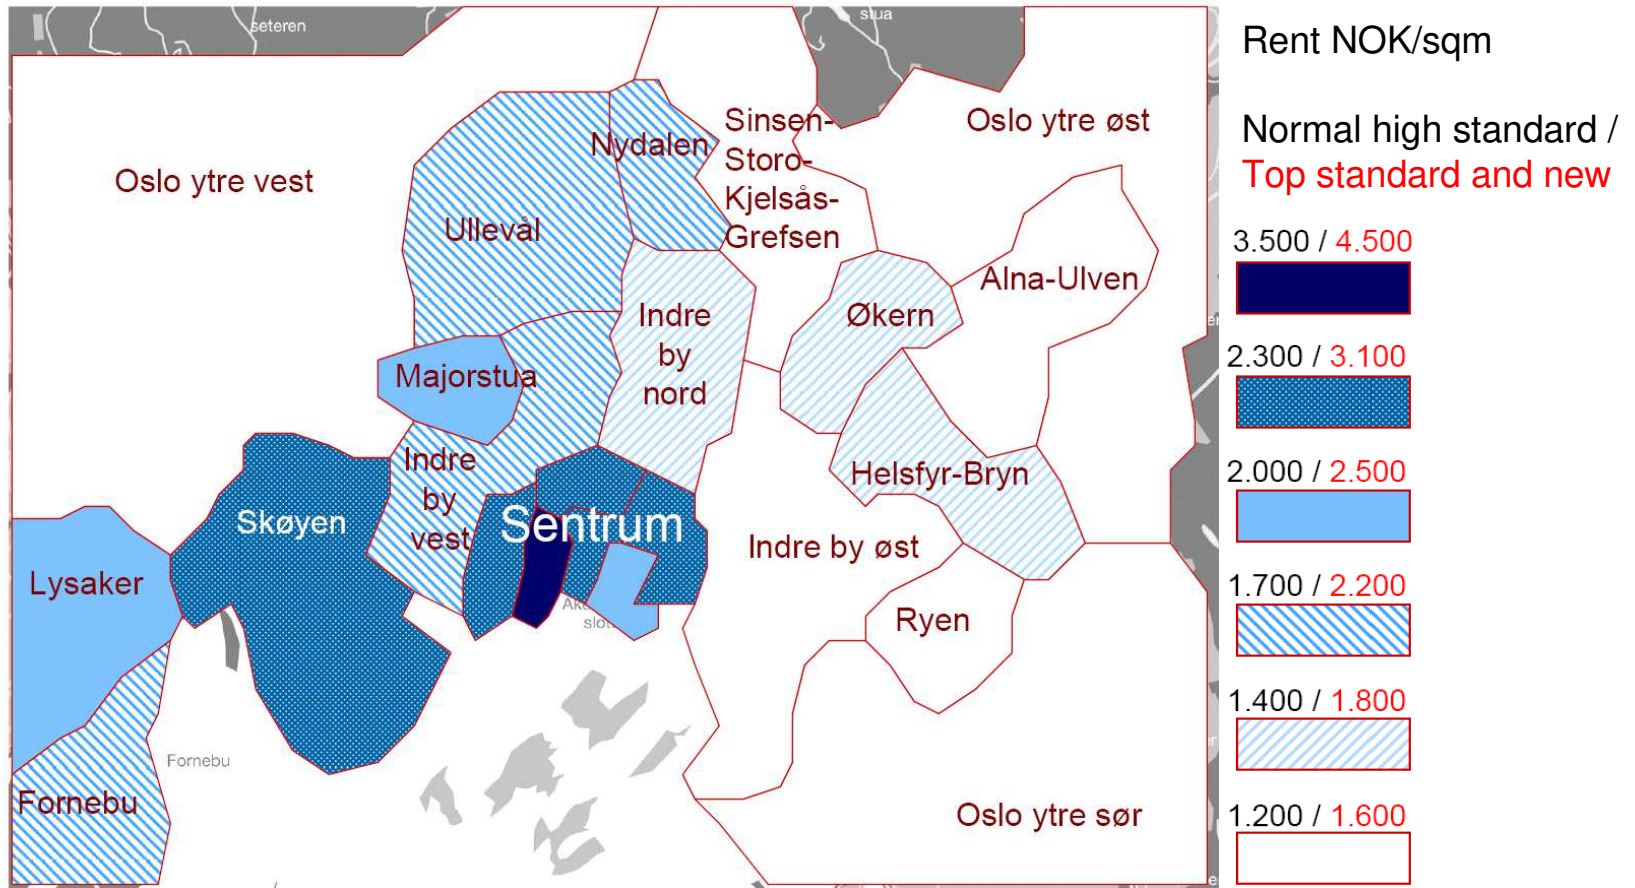 seteren
stua
Rent NOK/sqm
Normal high standard /
Top standard and new
Oslo ytre vest
Nydalen
Sinsen-
Storo-
Kjelsås-
Grefsen
Oslo ytre øst
Ullevål
Alna-Ulven
Indre
by
nord
Økern
Majorstua
Indre
by
vest
Helsfyr-Bryn
Skøyen
Sentrum
Indre by øst
Lysaker
Ryen
slot
Fornebu
Fornebu
Oslo ytre sør
3.500 / 4.500
2.300 / 3.100
2.000 / 2.500
1.700 / 2.200
1.400 / 1.800
1.200 / 1.600